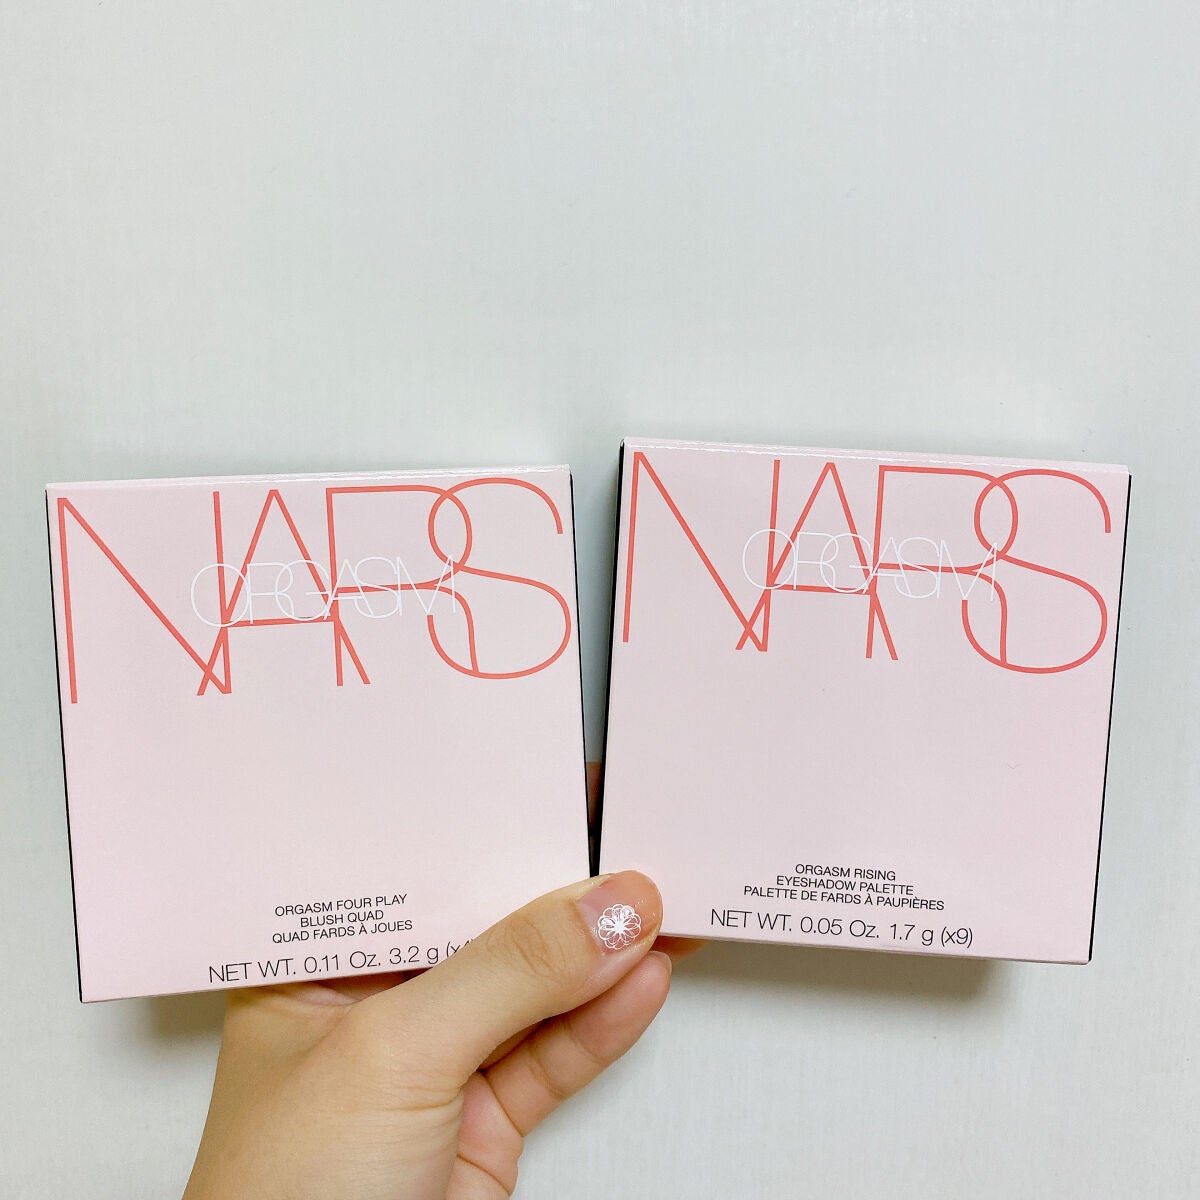 NARS
ORGASM
ORGASM FOUR PLAY
BLUSH QUAD
QUAD FARDS À JOUES
NET WT. 0.11 Oz. 3.2 g
NARS
ORGASM
ORGASM RISING
EYESHADOW PALETTE
PALETTE DE FARDS À PAUPIÈRES
NET WT. 0.05 Oz. 1.7 g (x9)